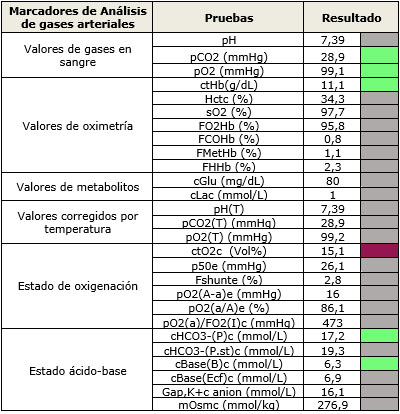 Marcadores de Análisis de gases arteriales Pruebas Resultado
Valores de gases en sangre
pH 7,39
pCO2 (mmHg) 28,9
pO2 (mmHg) 99,1
Valores de oximetría
ctHb(g/dL) 11,1
Hctc (%) 34,3
sO2 (%) 97,7
FO2Hb (%) 95,8
FCOHb (%) 0,8
FMetHb (%) 1,1
FHHb (%) 2,3
Valores de metabolitos
cGlu (mg/dL) 80
cLac (mmol/L) 1
Valores corregidos por temperatura
pH(T) 7,39
pCO2(T) (mmHg) 28,9
pO2(T) (mmHg) 99,2
Estado de oxigenación
ctO2c (Vol%) 15,1
p50e (mmHg) 26,1
Fshunte (%) 2,8
pO2(A-a)e (mmHg) 16
pO2(a/A)e (%) 86,1
pO2(a)/FO2(I)c (mmHg) 473
Estado ácido-base
cHCO3-(P)c (mmol/L) 17,2
cHCO3-(P.st)c (mmol/L) 19,3
cBase(B)c (mmol/L) 6,3
cBase(Ecf)c (mmol/L) 6,9
Gap,K+c anion (mmol/L) 16,1
mOsmc (mmol/kg) 276,9